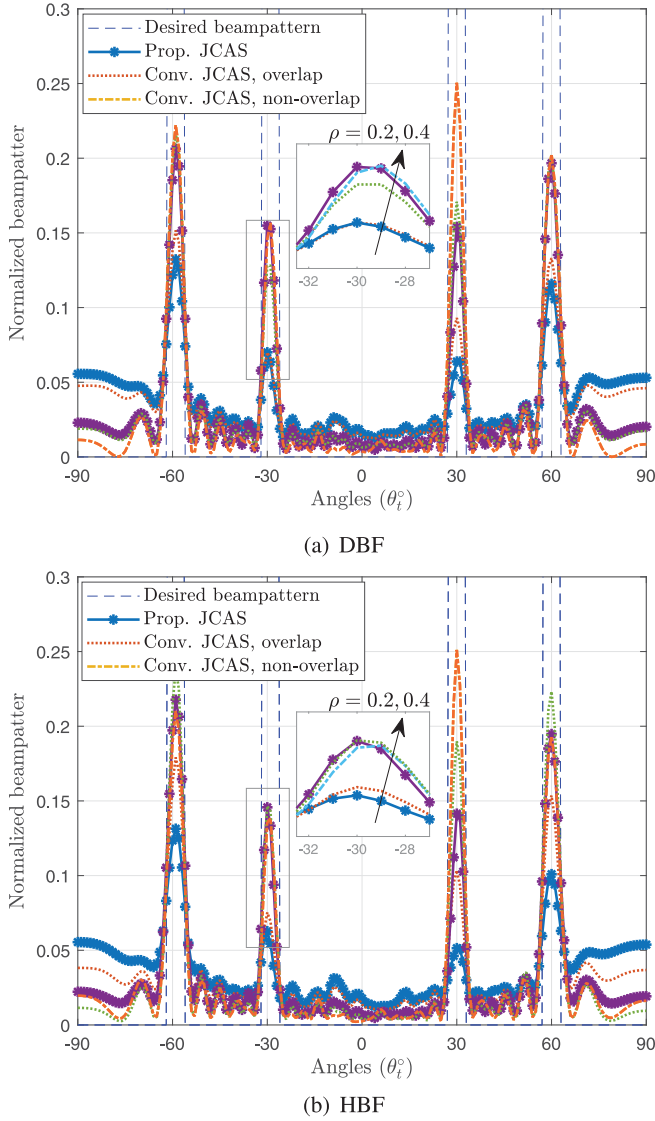 0.3
Desired beampattern
Prop. JCAS
Conv. JCAS, overlap
Conv. JCAS, non-overlap
0.25
ρ = 0.2, 0.4
0.2
0.15
0.1
0.05
0
-32 -30 -28
Normalized beampatter
-90 -60 -30 0 30 60 90
Angles (θt°)
(a) DBF
0.3
Desired beampattern
Prop. JCAS
Conv. JCAS, overlap
Conv. JCAS, non-overlap
0.25
ρ = 0.2, 0.4
0.2
0.15
0.1
0.05
0
-32 -30 -28
Normalized beampatter
-90 -60 -30 0 30 60 90
Angles (θt°)
(b) HBF